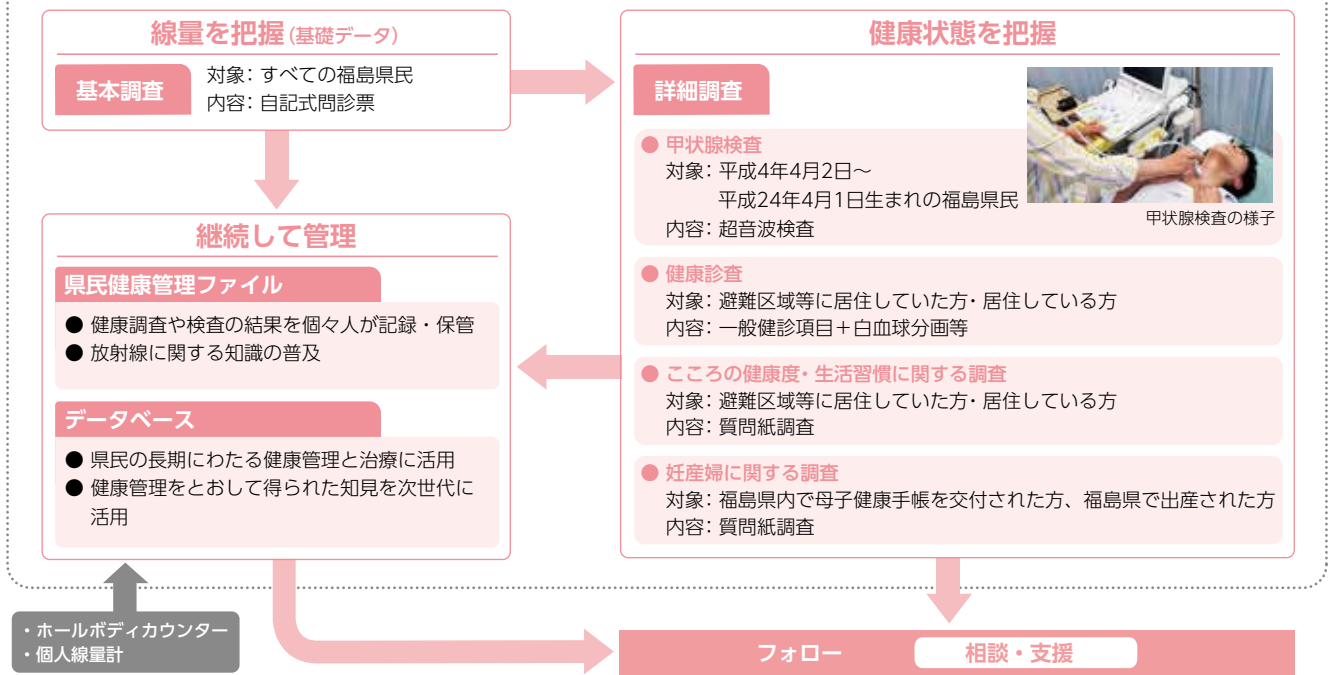 線量を把握(基礎データ)
基本調査
対象：すべての福島県民
内容：自記式問診票
健康状態を把握
詳細調査
● 甲状腺検査
対象：平成4年4月2日～
平成24年4月1日生まれの福島県民
内容：超音波検査
甲状腺検査の様子
● 健康診査
対象：避難区域等に居住していた方・居住している方
内容：一般健診項目＋白血球分画等
● こころの健康度・生活習慣に関する調査
対象：避難区域等に居住していた方・居住している方
内容：質問紙調査
● 妊産婦に関する調査
対象：福島県内で母子健康手帳を交付された方、福島県で出産された方
内容：質問紙調査
継続して管理
県民健康管理ファイル
● 健康調査や検査の結果を個々人が記録・保管
● 放射線に関する知識の普及
データベース
● 県民の長期にわたる健康管理と治療に活用
● 健康管理をとおして得られた知見を次世代に
活用
・ホールボディカウンター
・個人線量計
フォロー
相談・支援